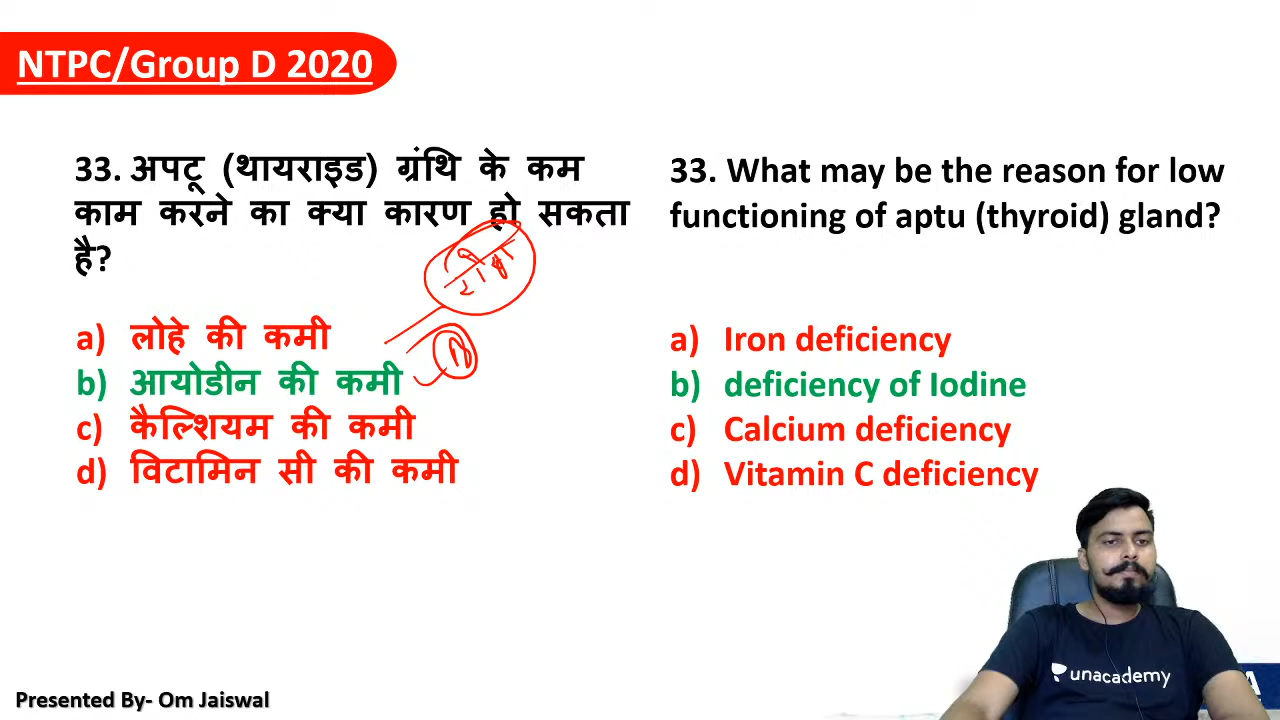 NTPC/Group D 2020
33. अपटू (थायराइड) ग्रंथि के कम
काम करने का क्या कारण हो सकता
है?
a) लोहे की कमी
b) आयोडीन की कमी
c) कैल्शियम की कमी
d) विटामिन सी की कमी
33. What may be the reason for low
functioning of aptu (thyroid) gland?
a) Iron deficiency
b) deficiency of Iodine
c) Calcium deficiency
d) Vitamin C deficiency
unacademy
A
Presented By- Om Jaiswal